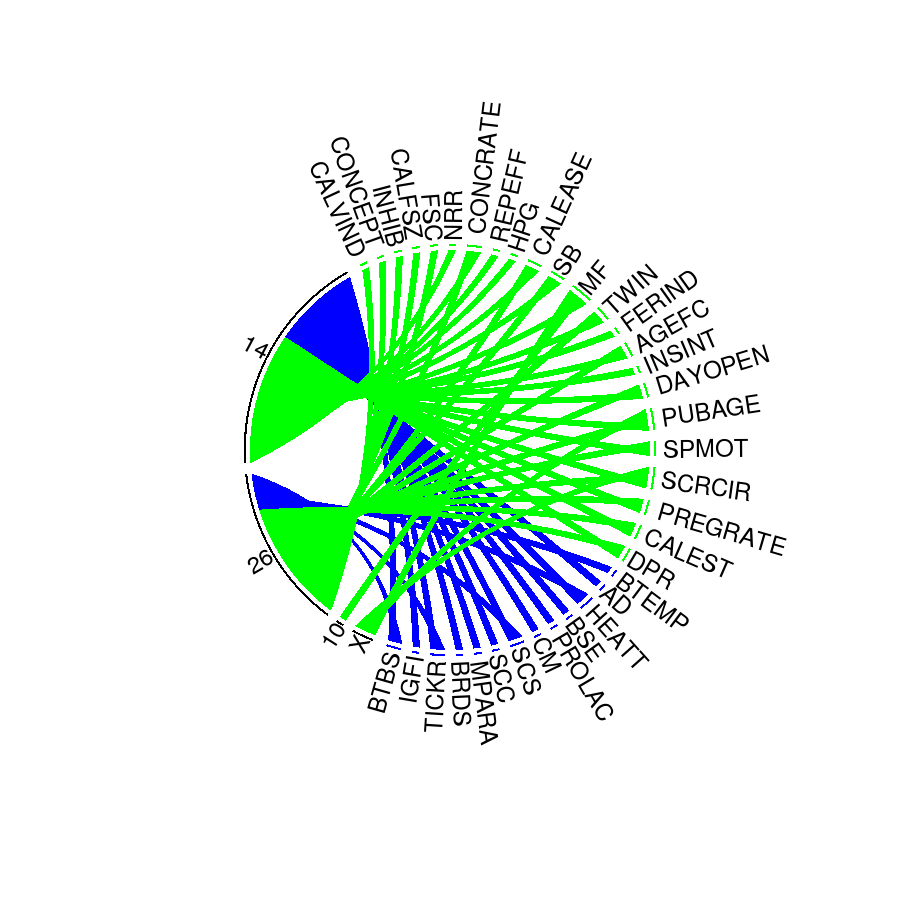 CALVIND
CONCEPT
INHIB
CALFSZ
FSC
NRR
CONCRATE
REPEFF
HPG
CALEASE
SB
MF
TWIN
FERIND
AGEFC
INSINT
DAYOPEN
PUBAGE
SPMOT
SCRCIR
PREGRATE
CALEST
DPR
BTEMP
AD
HEATT
BSE
PROLAC
CM
SCS
SCC
MPARA
BRDS
TICKR
IGFI
BTBS
X
10
26
14